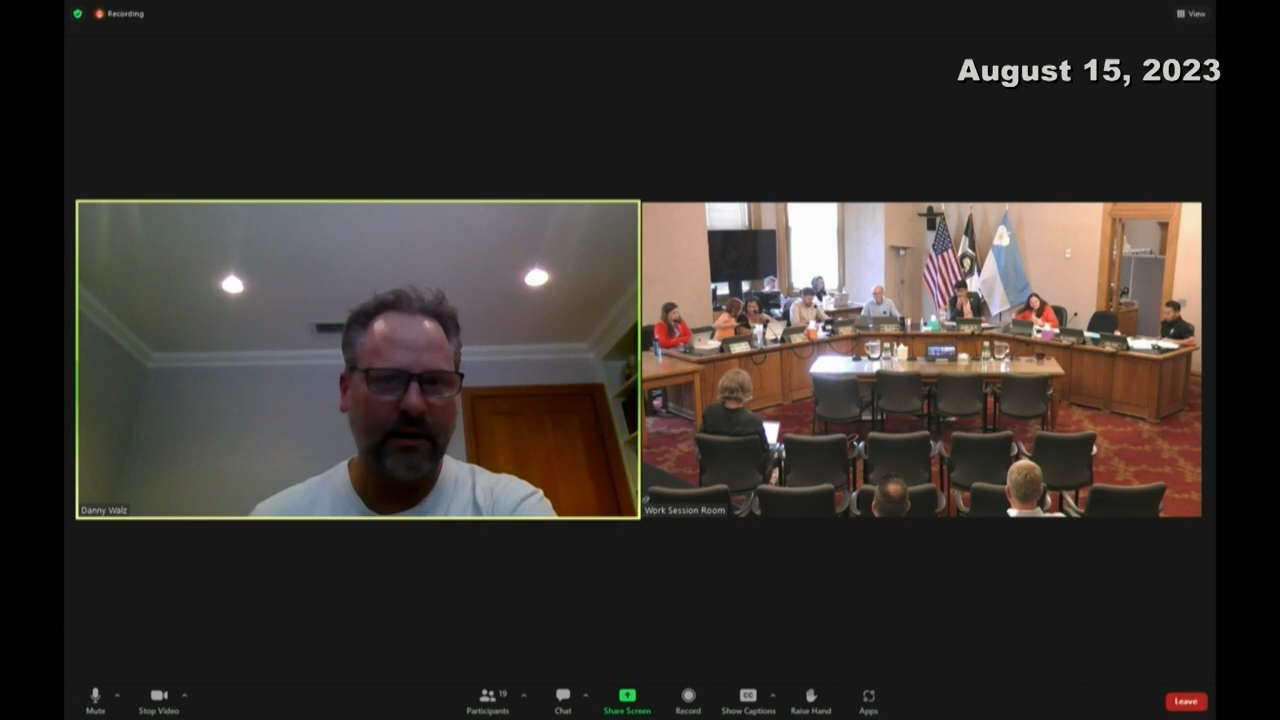 Recording
View
August 15, 2023
Danny Walz
Work Session Room
Mute
Stop Video
Participants
19
Chat
Share Screen
Record
CC
Show Captions
Raise Hand
Apps
Leave